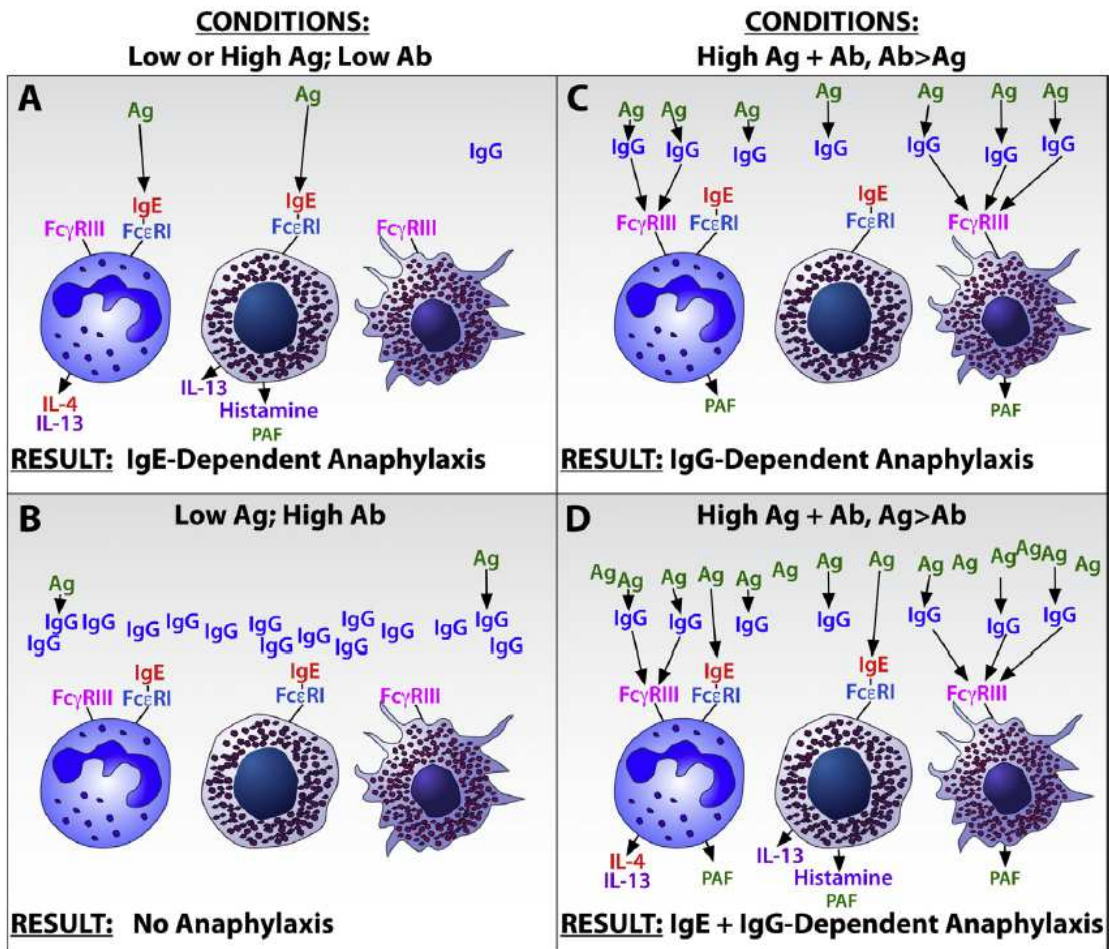 CONDITIONS:
Low or High Ag; Low Ab
A
Ag
Ag
IgG
IgE
IgE
FcγRIII
FcεRI
FcεRI
FcγRIII
IL-4
IL-13
IL-13
Histamine
PAF
RESULT: IgE-Dependent Anaphylaxis
B
Low Ag; High Ab
Ag
Ag
IgG IgG IgG IgG IgG IgG IgG IgG IgG IgG IgG IgG IgG IgG IgG
IgE
IgE
FcγRIII
FcεRI
FcεRI
FcγRIII
RESULT: No Anaphylaxis
CONDITIONS:
High Ag + Ab, Ab>Ag
C
Ag Ag Ag Ag Ag Ag Ag
IgG IgG IgG IgG IgG IgG IgG
IgE
IgE
FcγRIII
FcεRI
FcεRI
FcγRIII
PAF
PAF
RESULT: IgG-Dependent Anaphylaxis
D
High Ag + Ab, Ag>Ab
Ag Ag Ag Ag Ag Ag Ag Ag Ag Ag Ag Ag Ag Ag
IgG IgG IgG IgG IgG IgG IgG
IgE
IgE
FcγRIII
FcεRI
FcεRI
FcγRIII
IL-4
IL-13
PAF
IL-13
Histamine
PAF
PAF
RESULT: IgE + IgG-Dependent Anaphylaxis